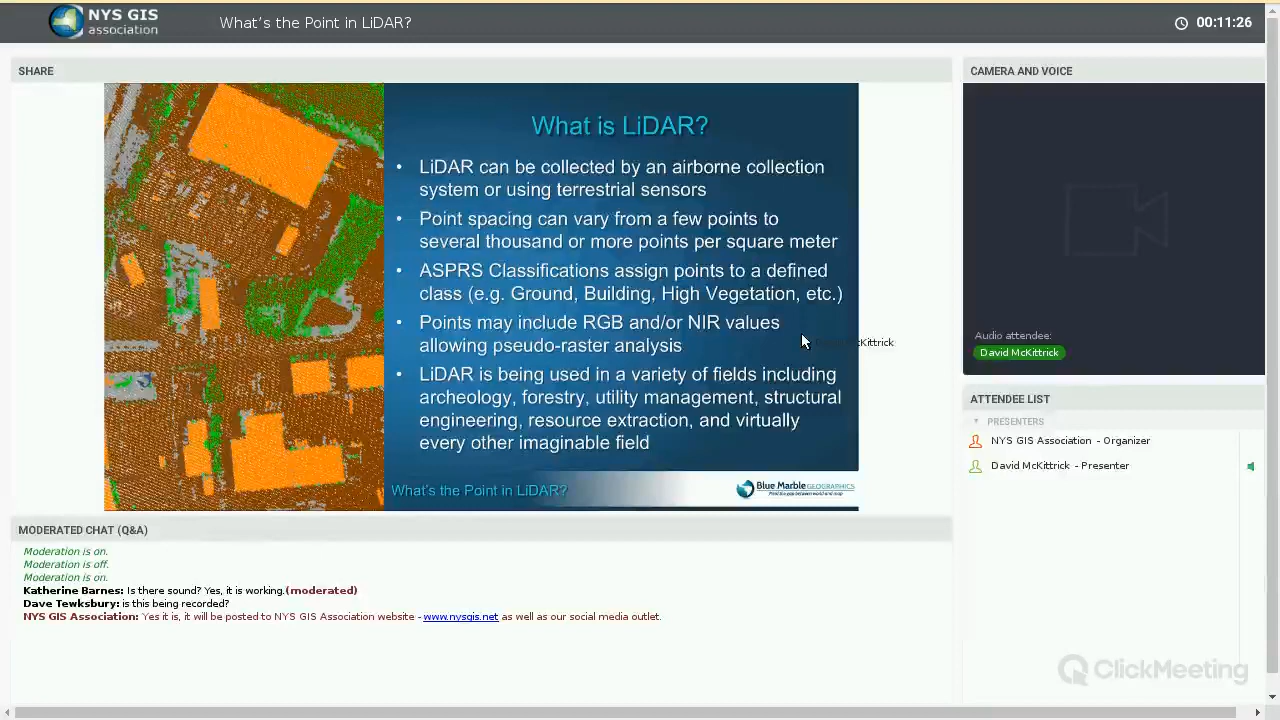 NYS GIS
association
What's the Point in LiDAR?
00:11:26
SHARE
CAMERA AND VOICE
What is LiDAR?
• LiDAR can be collected by an airborne collection
system or using terrestrial sensors
• Point spacing can vary from a few points to
several thousand or more points per square meter
• ASPRS Classifications assign points to a defined
class (e.g. Ground, Building, High Vegetation, etc.)
• Points may include RGB and/or NIR values
allowing pseudo-raster analysis
• LiDAR is being used in a variety of fields including
archeology, forestry, utility management, structural
engineering, resource extraction, and virtually
every other imaginable field
What's the Point in LiDAR?
Blue Marble GEOGRAPHICS
Audio attendee:
David McKittrick
ATTENDEE LIST
PRESENTERS
NYS GIS Association - Organizer
David McKittrick - Presenter
MODERATED CHAT (Q&A)
Moderation is on.
Moderation is off.
Moderation is on.
Katherine Barnes: Is there sound? Yes, it is working.(moderated)
Dave Tewksbury: is this being recorded?
NYS GIS Association: Yes it is, it will be posted to NYS GIS Association website - www.nysgis.net as well as our social media outlet.
ClickMeeting